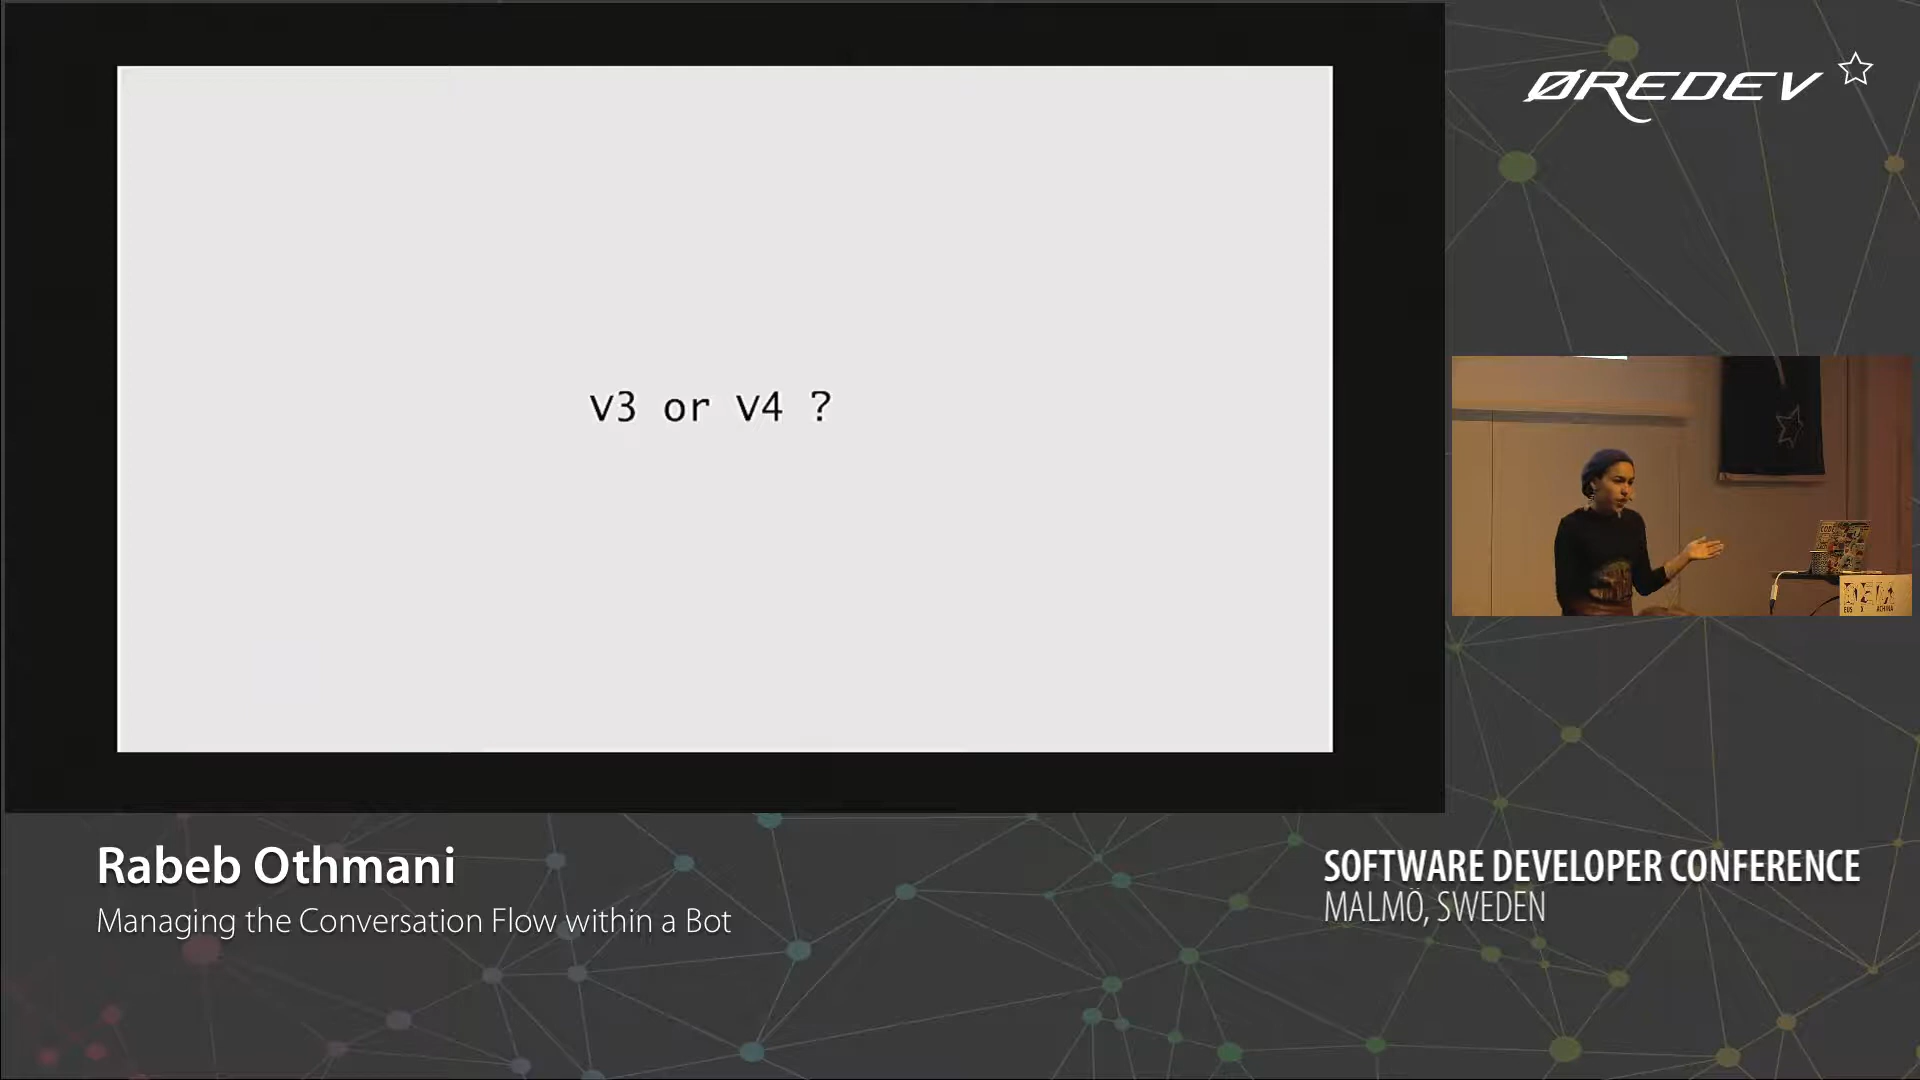 ØREDEV
V3 or V4 ?
Rabeb Othmani
Managing the Conversation Flow within a Bot
SOFTWARE DEVELOPER CONFERENCE
MALMÖ, SWEDEN